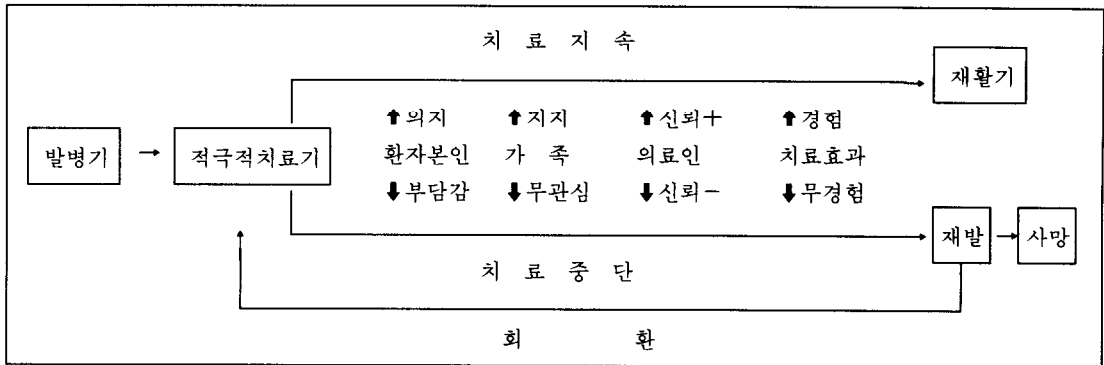 치 료 지 속
재활기
⬆의지 ⬆지지 ⬆신뢰+ ⬆경험
발병기 → 적극적치료기 환자본인 가 족 의료인 치료효과
⬇부담감 ⬇무관심 ⬇신뢰- ⬇무경험
재발 → 사망
치 료 중 단
회 환